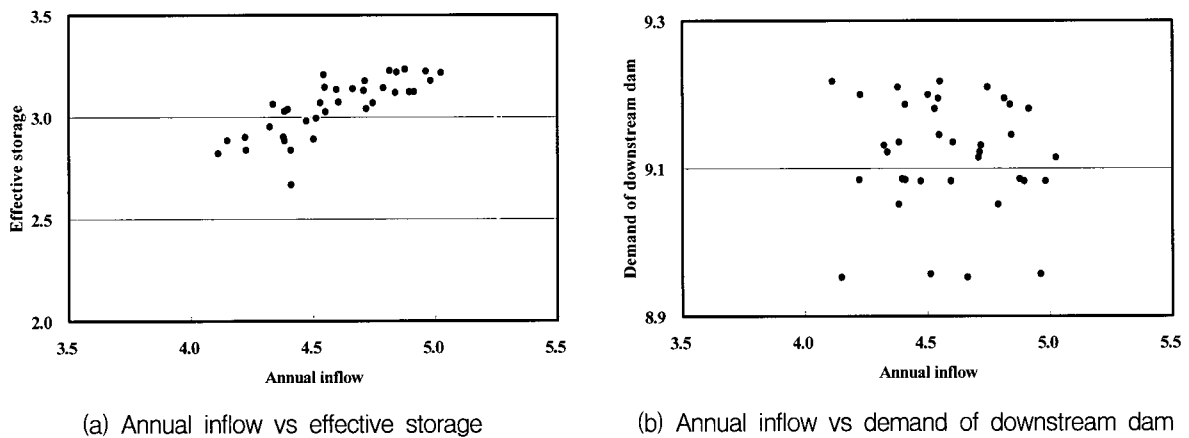 3.5
3.0
2.5
2.0
Effective storage
3.5
4.0
4.5
5.0
5.5
Annual inflow
(a) Annual inflow vs effective storage
9.3
9.1
8.9
Demand of downstream dam
3.5
4.0
4.5
5.0
5.5
Annual inflow
(b) Annual inflow vs demand of downstream dam